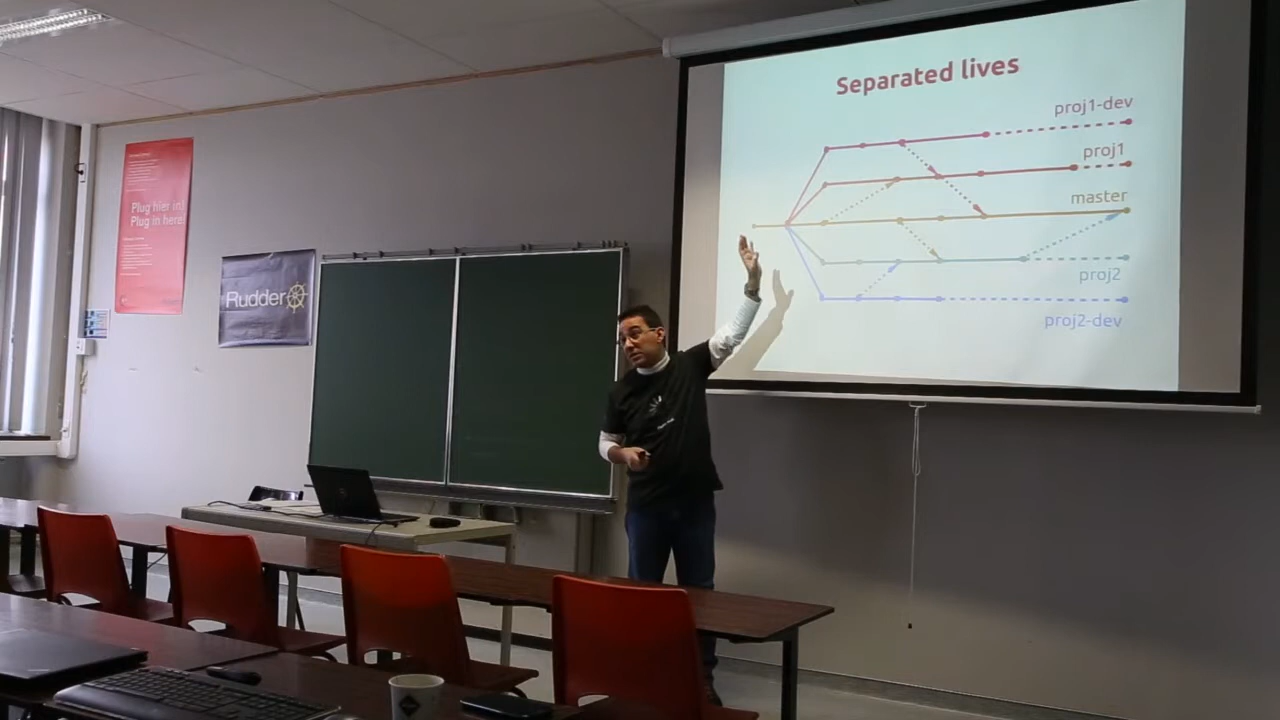 Separated lives
proj1-dev
proj1
master
proj2
proj2-dev
Plug hier in!
Plug in here!
Rudder